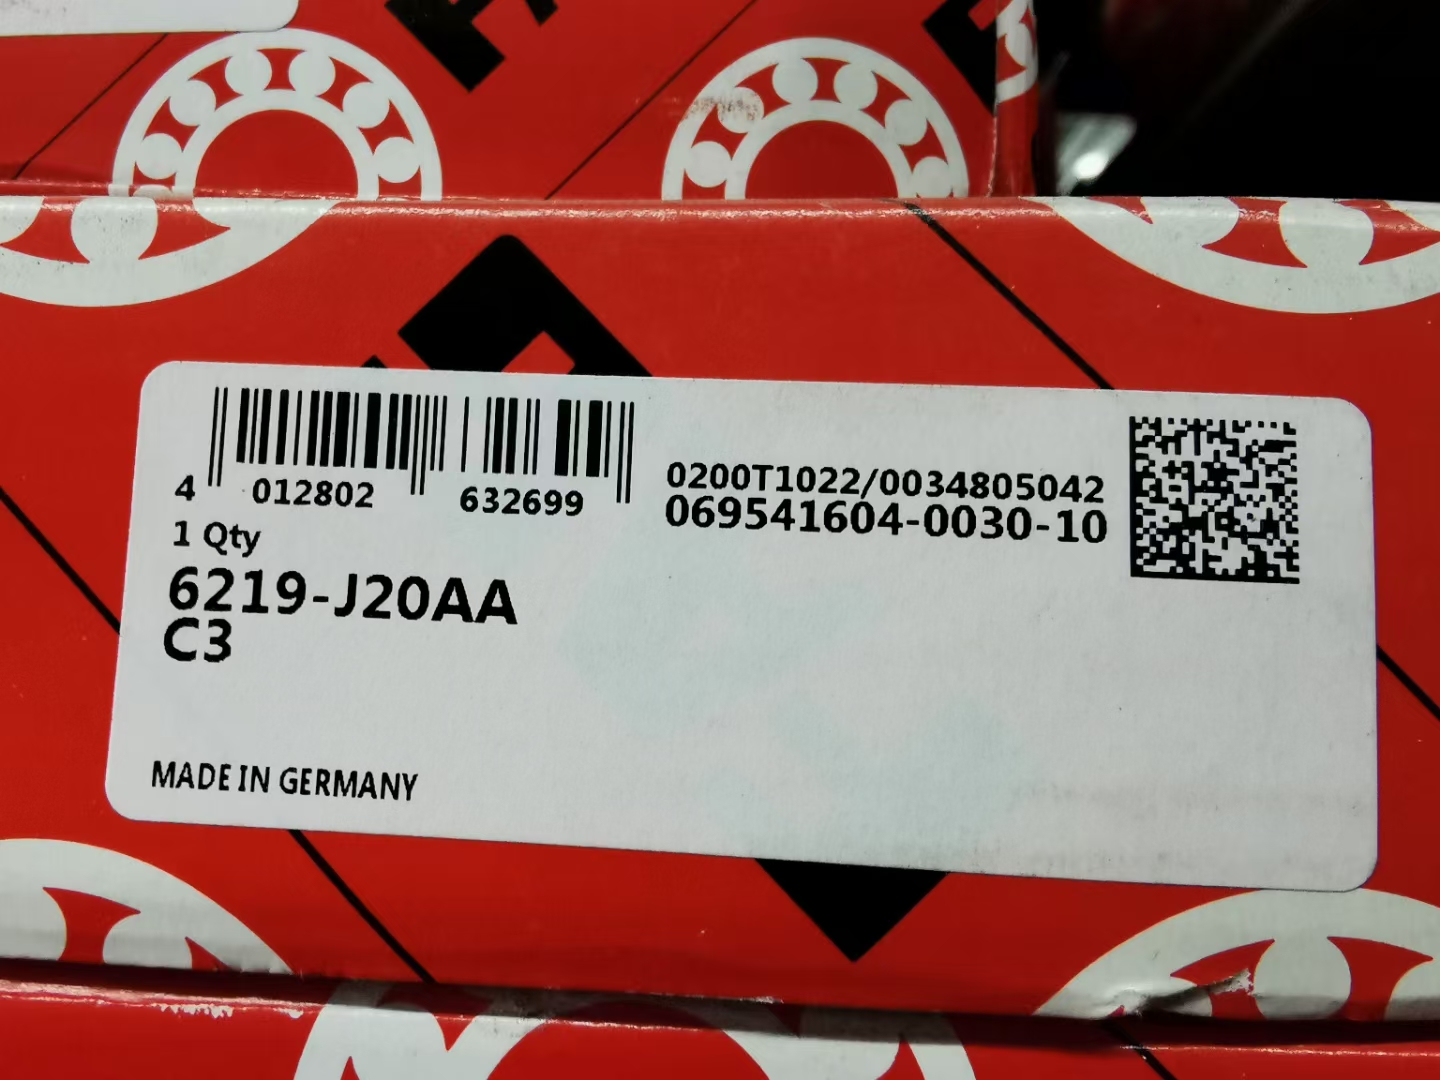 4 012802 632699
0200T1022/0034805042
069541604-0030-10
1 Qty
6219-J20AA
C3
MADE IN GERMANY